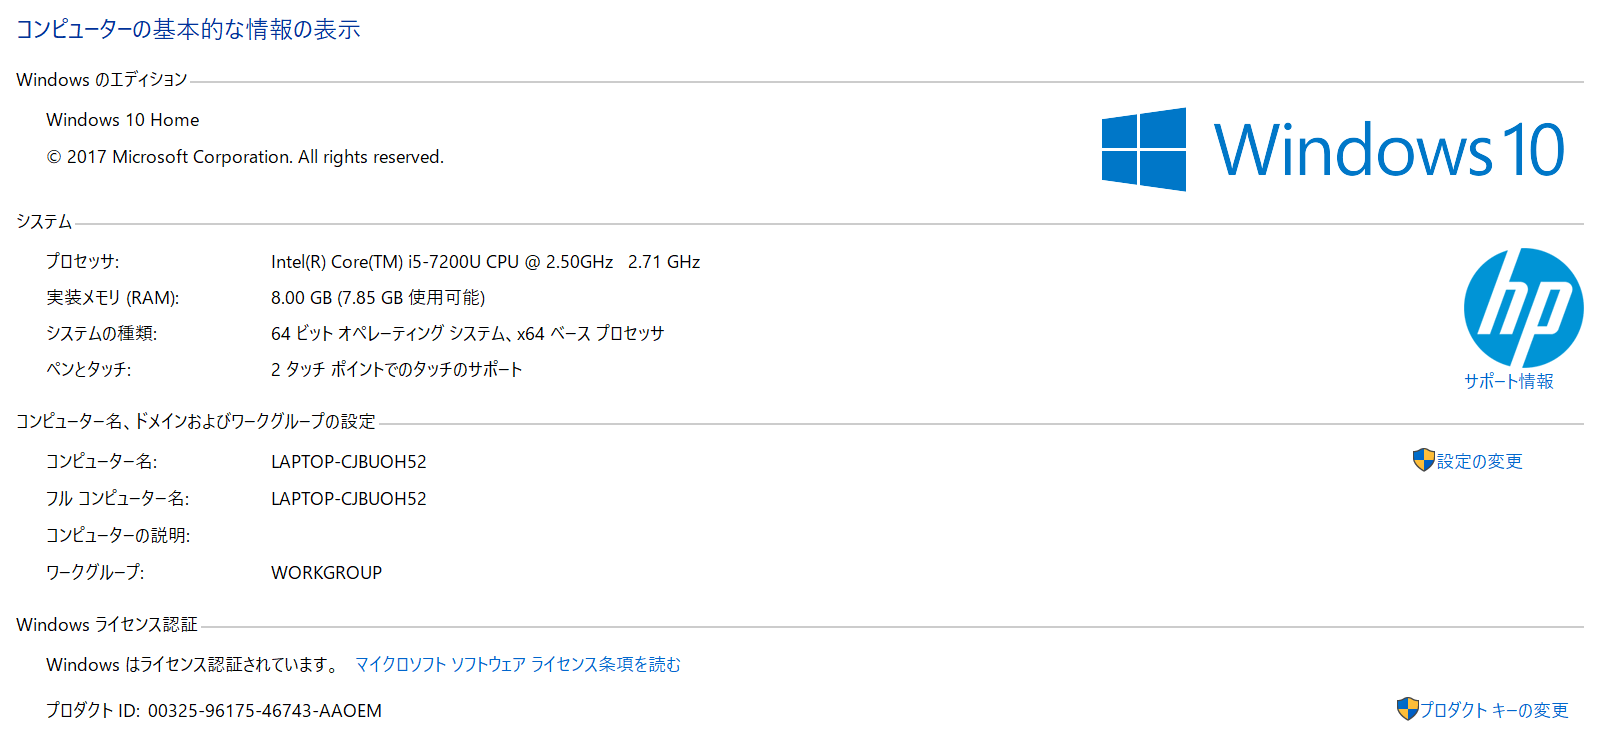 コンピューターの基本的な情報の表示
Windows のエディション
Windows 10 Home
© 2017 Microsoft Corporation. All rights reserved.
Windows 10
システム
プロセッサ: Intel(R) Core(TM) i5-7200U CPU @ 2.50GHz 2.71 GHz
実装メモリ (RAM): 8.00 GB (7.85 GB 使用可能)
システムの種類: 64 ビット オペレーティング システム、x64 ベース プロセッサ
ペンとタッチ: 2 タッチ ポイントでのタッチのサポート
hp
サポート情報
コンピューター名、ドメインおよびワークグループの設定
コンピューター名: LAPTOP-CJBUOH52 設定の変更
フル コンピューター名: LAPTOP-CJBUOH52
コンピューターの説明:
ワークグループ: WORKGROUP
Windows ライセンス認証
Windows はライセンス認証されています。 マイクロソフト ソフトウェア ライセンス条項を読む
プロダクト ID: 00325-96175-46743-AAOEM プロダクト キーの変更